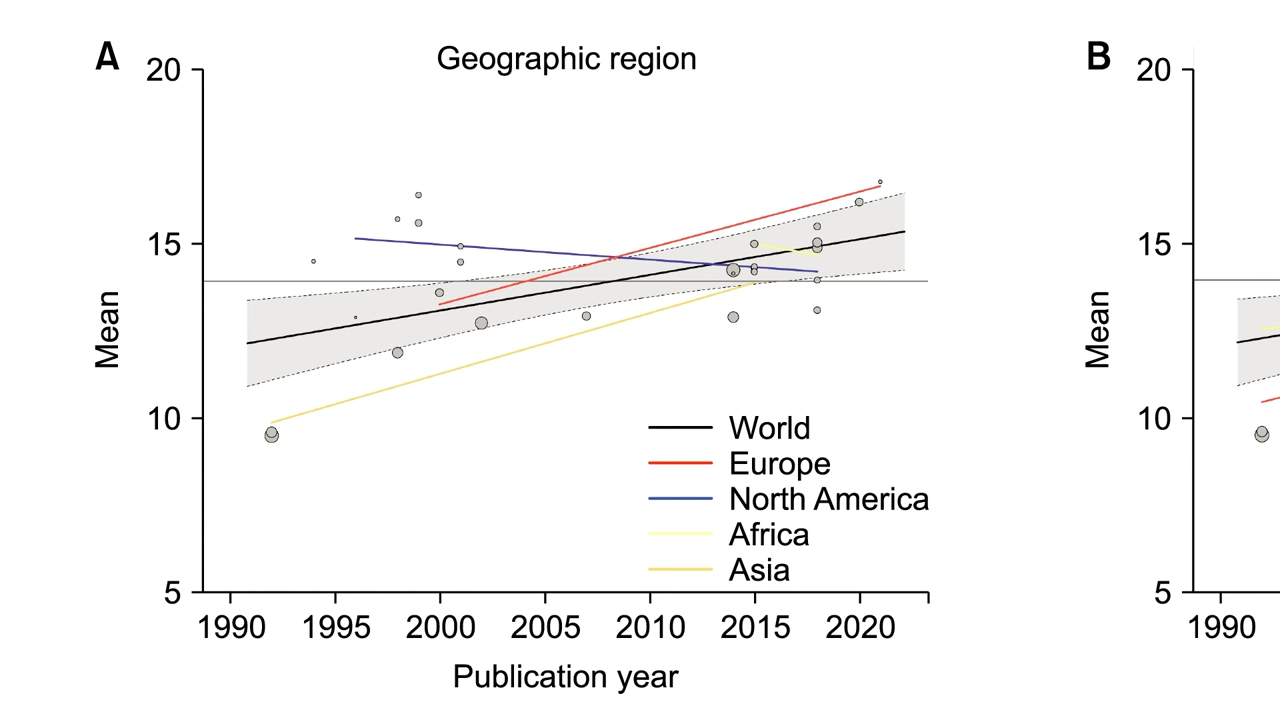 A
Geographic region
20
15
10
5
Mean
1990 1995 2000 2005 2010 2015 2020
Publication year
World
Europe
North America
Africa
Asia
B
20
15
10
5
Mean
1990